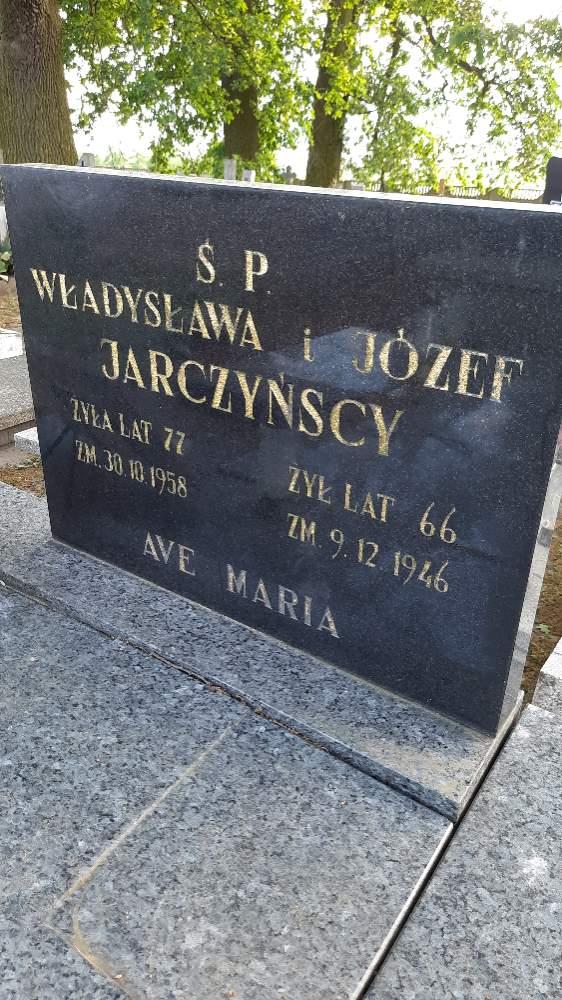 Ś. P.
WŁADYSŁAWA i JÓZEF
JARCZYŃSCY
ŻYŁA LAT 77
ZM. 30.10.1958
ŻYŁ LAT 66
ZM. 9.12.1946
AVE MARIA